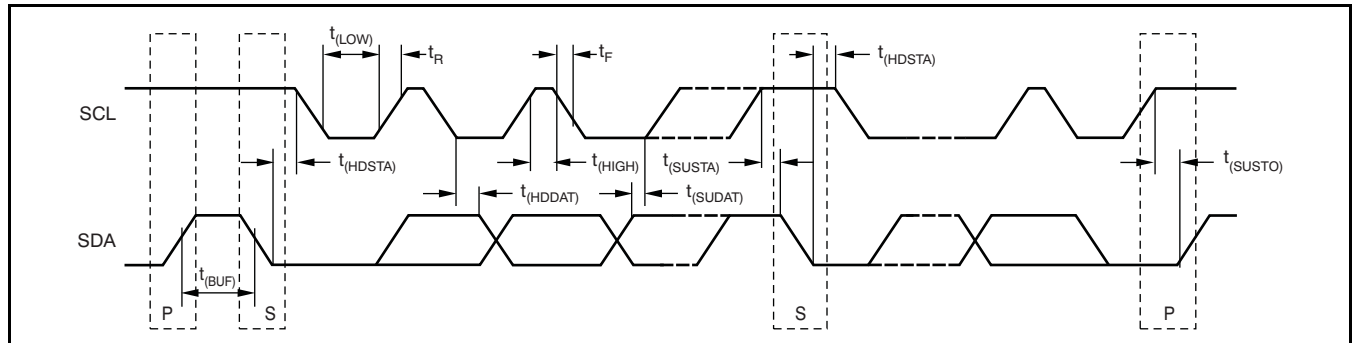 t(LOW)
tR
tF
t(HDSTA)
SCL
t(HDSTA)
t(HIGH)
t(SUSTA)
t(SUSTO)
t(HDDAT)
t(SUDAT)
SDA
t(BUF)
P
S
S
P